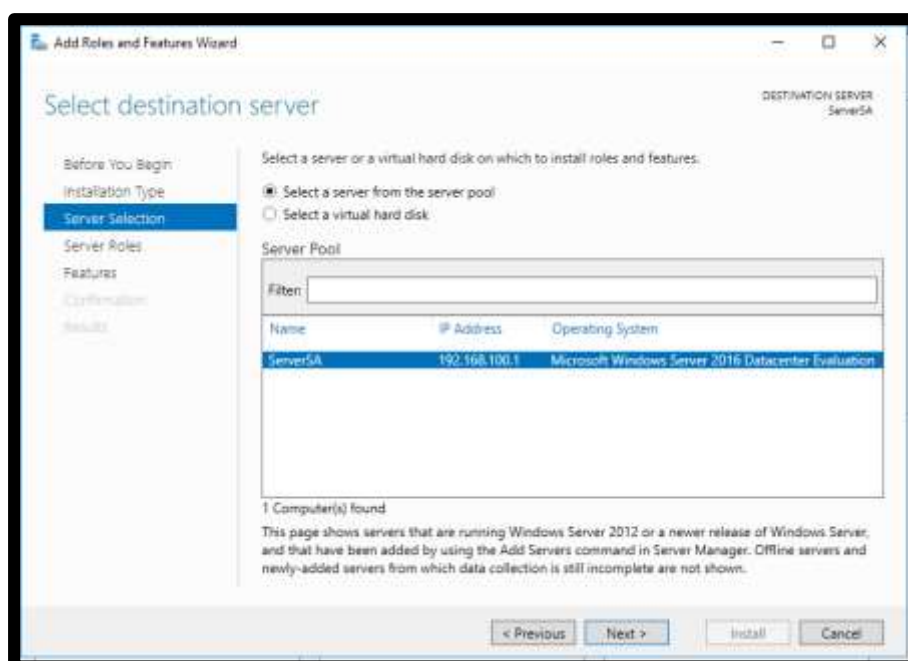 Add Roles and Features Wizard
Select destination server
DESTINATION SERVER
ServerSA
Before You Begin
Installation Type
Server Selection
Server Roles
Features
Confirmation
Results
Select a server or a virtual hard disk on which to install roles and features.
Select a server from the server pool
Select a virtual hard disk
Server Pool
Filter:
Name IP Address Operating System
ServerSA 192.168.100.1 Microsoft Windows Server 2016 Datacenter Evaluation
1 Computer(s) found
This page shows servers that are running Windows Server 2012 or a newer release of Windows Server,
and that have been added by using the Add Servers command in Server Manager. Offline servers and
newly-added servers from which data collection is still incomplete are not shown.
< Previous Next > Install Cancel